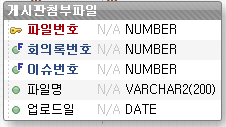 게시판첨부파일
파일번호 N/A NUMBER
회의록번호 N/A NUMBER
이슈번호 N/A NUMBER
파일명 N/A VARCHAR2(200)
업로드일 N/A DATE